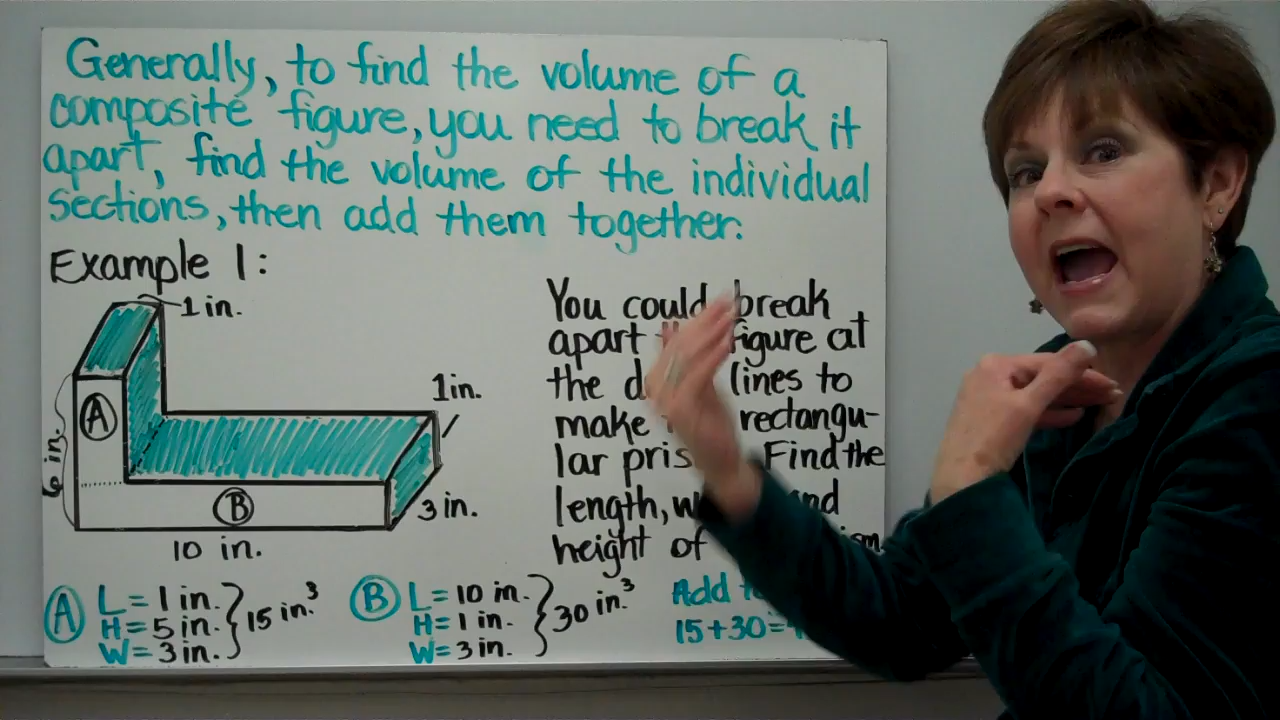 Generally, to find the volume of a
composite figure, you need to break it
apart, find the volume of the individual
sections, then add them together.
Example 1:
1 in.
You could break
apart figure at
the lines to
make rectangu-
lar Find the
length, and
height of
1 in.
A
6 in.
B
3 in.
10 in.
A L = 1 in.
H = 5 in.
W = 3 in.
15 in.³
B L = 10 in.
H = 1 in.
W = 3 in.
30 in.³
Add
15 + 30 =